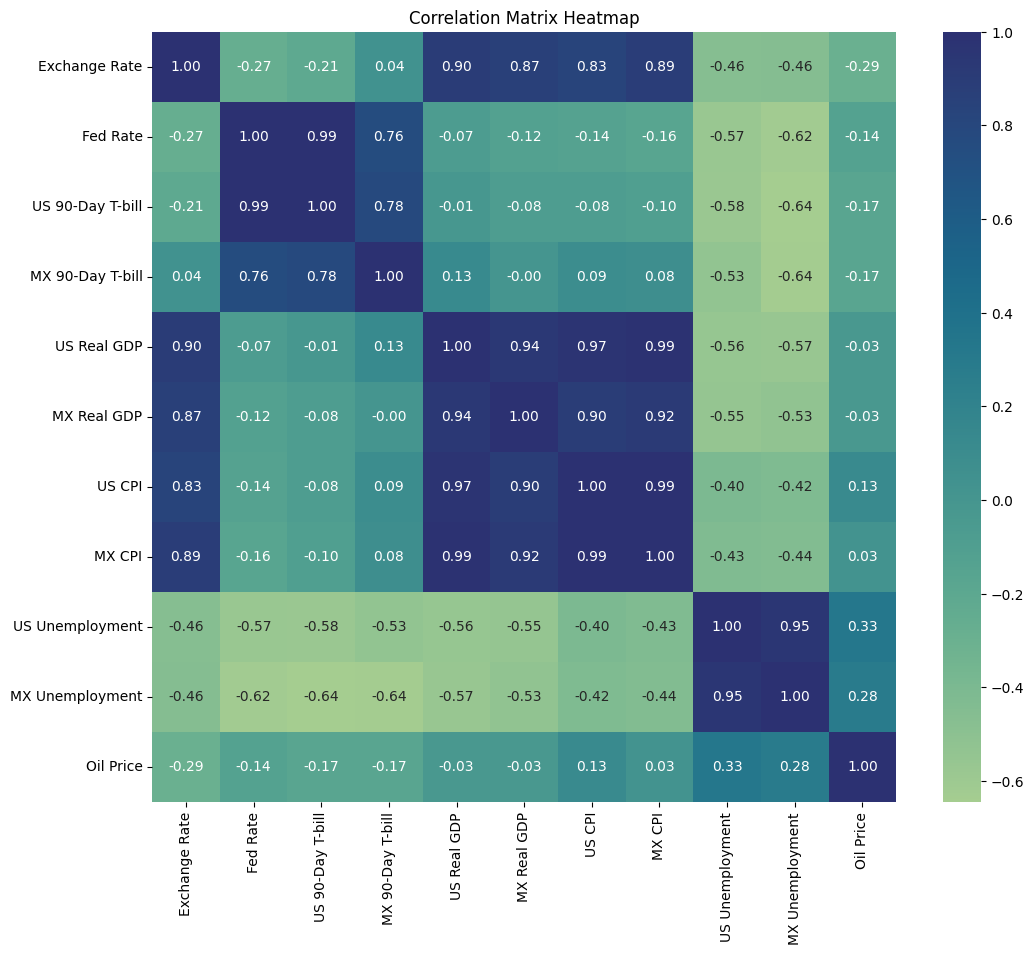 Correlation Matrix Heatmap
Exchange Rate 1.00 -0.27 -0.21 0.04 0.90 0.87 0.83 0.89 -0.46 -0.46 -0.29
Fed Rate -0.27 1.00 0.99 0.76 -0.07 -0.12 -0.14 -0.16 -0.57 -0.62 -0.14
US 90-Day T-bill -0.21 0.99 1.00 0.78 -0.01 -0.08 -0.08 -0.10 -0.58 -0.64 -0.17
MX 90-Day T-bill 0.04 0.76 0.78 1.00 0.13 -0.00 0.09 0.08 -0.53 -0.64 -0.17
US Real GDP 0.90 -0.07 -0.01 0.13 1.00 0.94 0.97 0.99 -0.56 -0.57 -0.03
MX Real GDP 0.87 -0.12 -0.08 -0.00 0.94 1.00 0.90 0.92 -0.55 -0.53 -0.03
US CPI 0.83 -0.14 -0.08 0.09 0.97 0.90 1.00 0.99 -0.40 -0.42 0.13
MX CPI 0.89 -0.16 -0.10 0.08 0.99 0.92 0.99 1.00 -0.43 -0.44 0.03
US Unemployment -0.46 -0.57 -0.58 -0.53 -0.56 -0.55 -0.40 -0.43 1.00 0.95 0.33
MX Unemployment -0.46 -0.62 -0.64 -0.64 -0.57 -0.53 -0.42 -0.44 0.95 1.00 0.28
Oil Price -0.29 -0.14 -0.17 -0.17 -0.03 -0.03 0.13 0.03 0.33 0.28 1.00
Exchange Rate
Fed Rate
US 90-Day T-bill
MX 90-Day T-bill
US Real GDP
MX Real GDP
US CPI
MX CPI
US Unemployment
MX Unemployment
Oil Price
1.0
0.8
0.6
0.4
0.2
0.0
−0.2
−0.4
−0.6